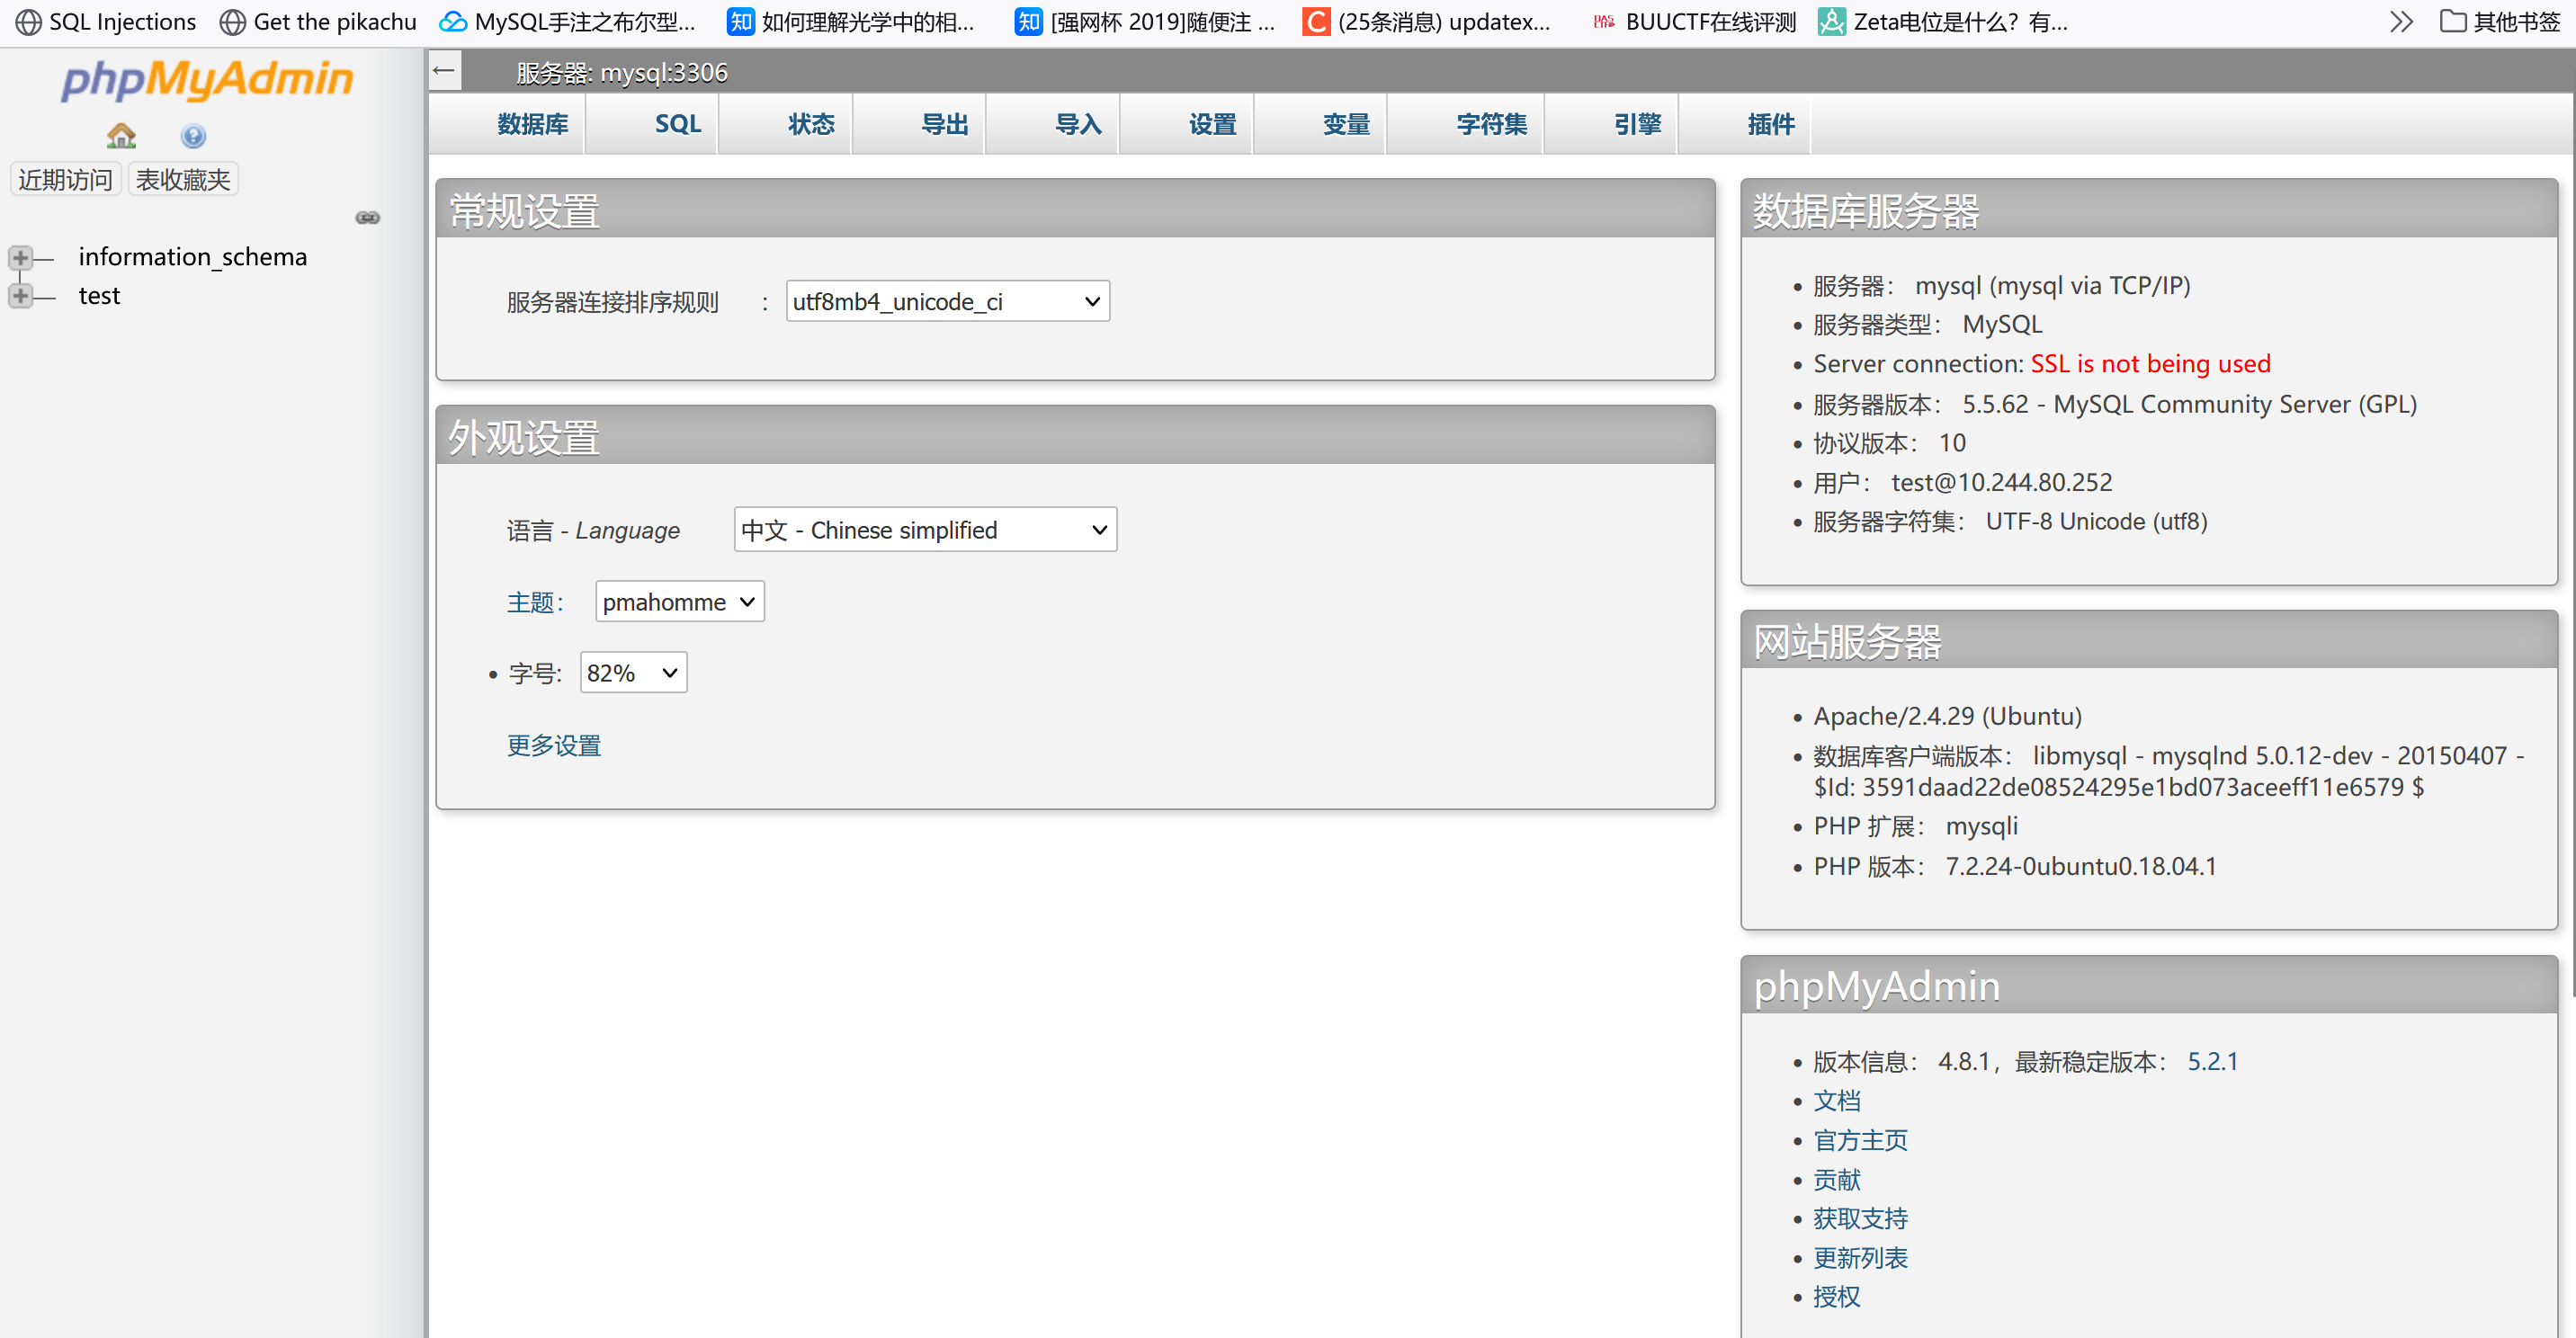 SQL Injections Get the pikachu MySQL手注之布尔型... 如何理解光学中的相... [强网杯 2019]随便注 ... (25条消息) updatex... BUUCTF在线评测 Zeta电位是什么？有... 其他书签
phpMyAdmin
近期访问 表收藏夹
information_schema
test
← 服务器: mysql:3306
数据库 SQL 状态 导出 导入 设置 变量 字符集 引擎 插件
常规设置
服务器连接排序规则 : utf8mb4_unicode_ci
外观设置
语言 - Language 中文 - Chinese simplified
主题: pmahomme
• 字号: 82%
更多设置
数据库服务器
• 服务器： mysql (mysql via TCP/IP)
• 服务器类型： MySQL
• Server connection: SSL is not being used
• 服务器版本： 5.5.62 - MySQL Community Server (GPL)
• 协议版本： 10
• 用户： test@10.244.80.252
• 服务器字符集： UTF-8 Unicode (utf8)
网站服务器
• Apache/2.4.29 (Ubuntu)
• 数据库客户端版本： libmysql - mysqlnd 5.0.12-dev - 20150407 -
$Id: 3591daad22de08524295e1bd073aceeff11e6579 $
• PHP 扩展： mysqli
• PHP 版本： 7.2.24-0ubuntu0.18.04.1
phpMyAdmin
• 版本信息： 4.8.1，最新稳定版本： 5.2.1
• 文档
• 官方主页
• 贡献
• 获取支持
• 更新列表
• 授权